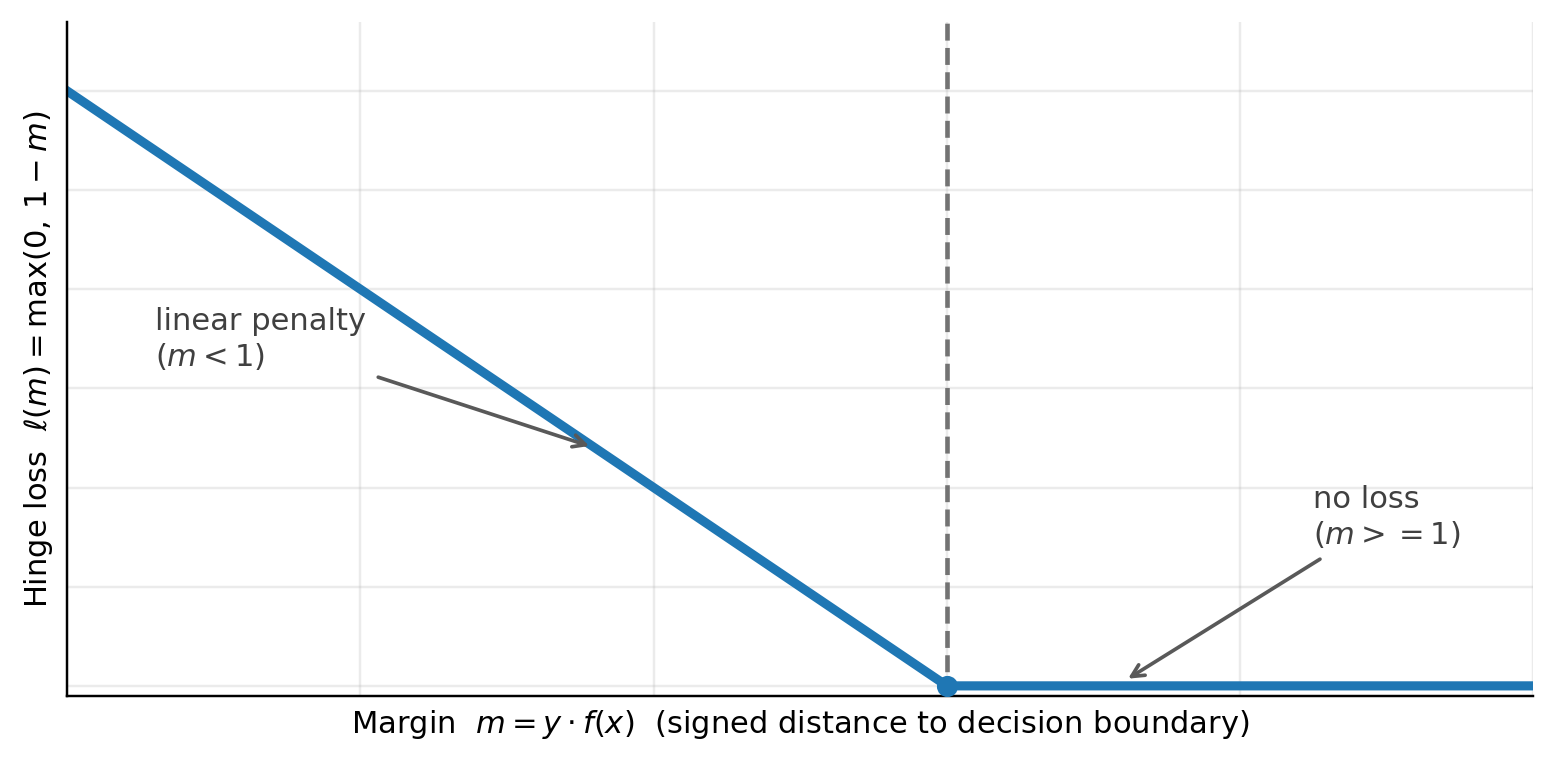 Hinge loss ℓ(m) = max(0, 1 − m)
linear penalty
(m < 1)
no loss
(m > = 1)
Margin m = y · f(x) (signed distance to decision boundary)